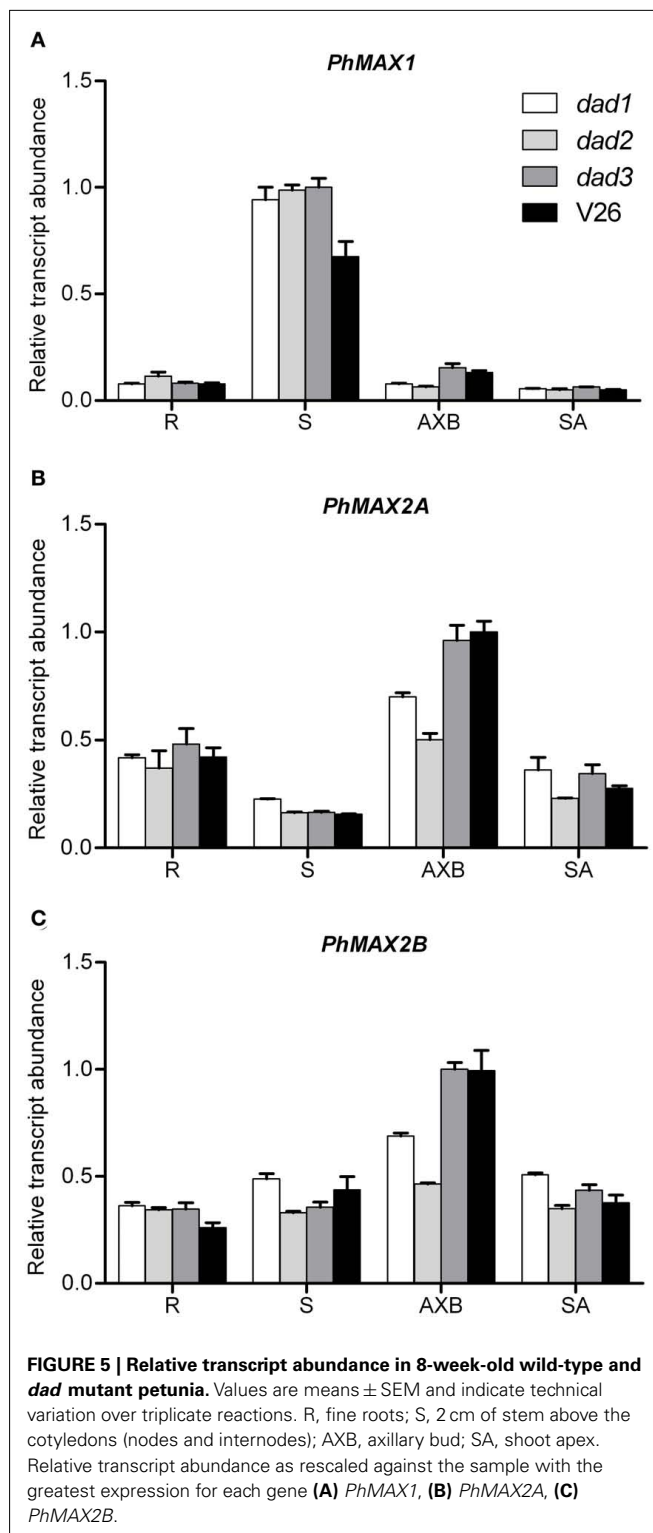 A
PhMAX1
Relative transcript abundance
1.5
1.0
0.5
0.0
dad1
dad2
dad3
V26
R S AXB SA
B
PhMAX2A
Relative transcript abundance
1.5
1.0
0.5
0.0
R S AXB SA
C
PhMAX2B
Relative transcript abundance
1.5
1.0
0.5
0.0
R S AXB SA
FIGURE 5 | Relative transcript abundance in 8-week-old wild-type and
dad mutant petunia. Values are means ± SEM and indicate technical
variation over triplicate reactions. R, fine roots; S, 2 cm of stem above the
cotyledons (nodes and internodes); AXB, axillary bud; SA, shoot apex.
Relative transcript abundance as rescaled against the sample with the
greatest expression for each gene (A) PhMAX1, (B) PhMAX2A, (C)
PhMAX2B.